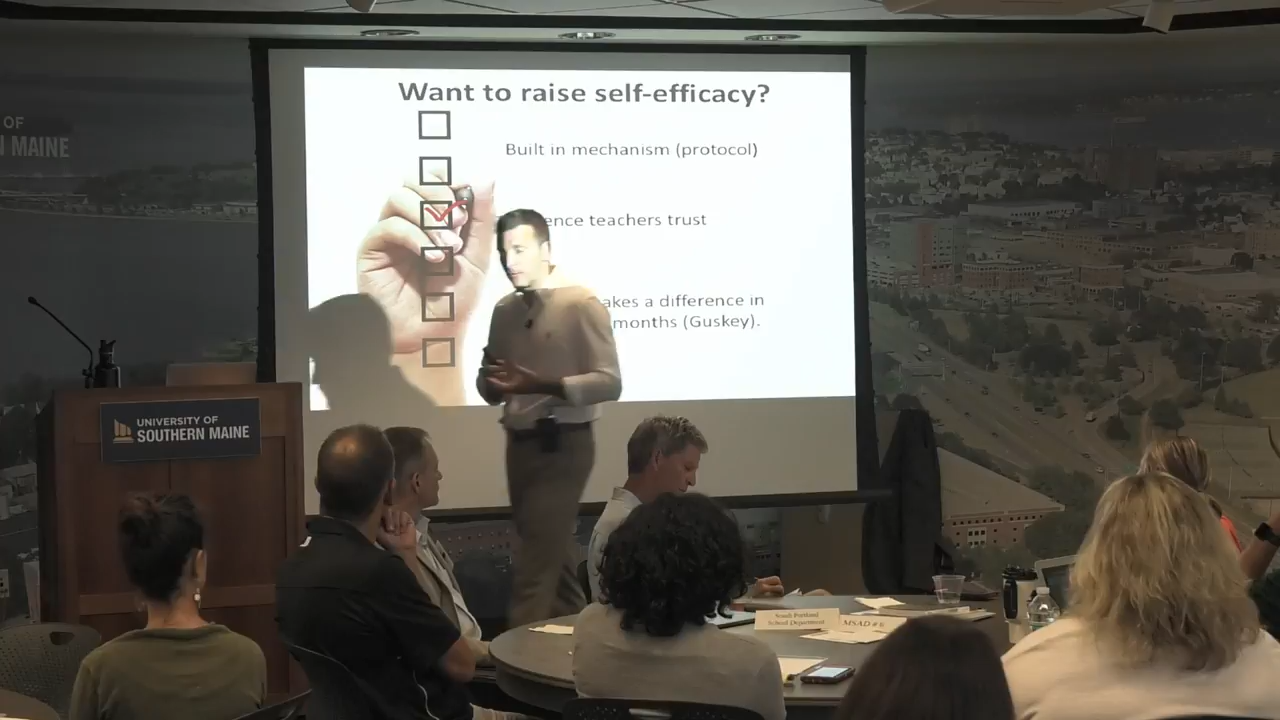 Want to raise self-efficacy?
Built in mechanism (protocol)
ence teachers trust
akes a difference in
months (Guskey).
OF
N MAINE
UNIVERSITY OF
SOUTHERN MAINE
South Portland
School Department
MSAD # 6